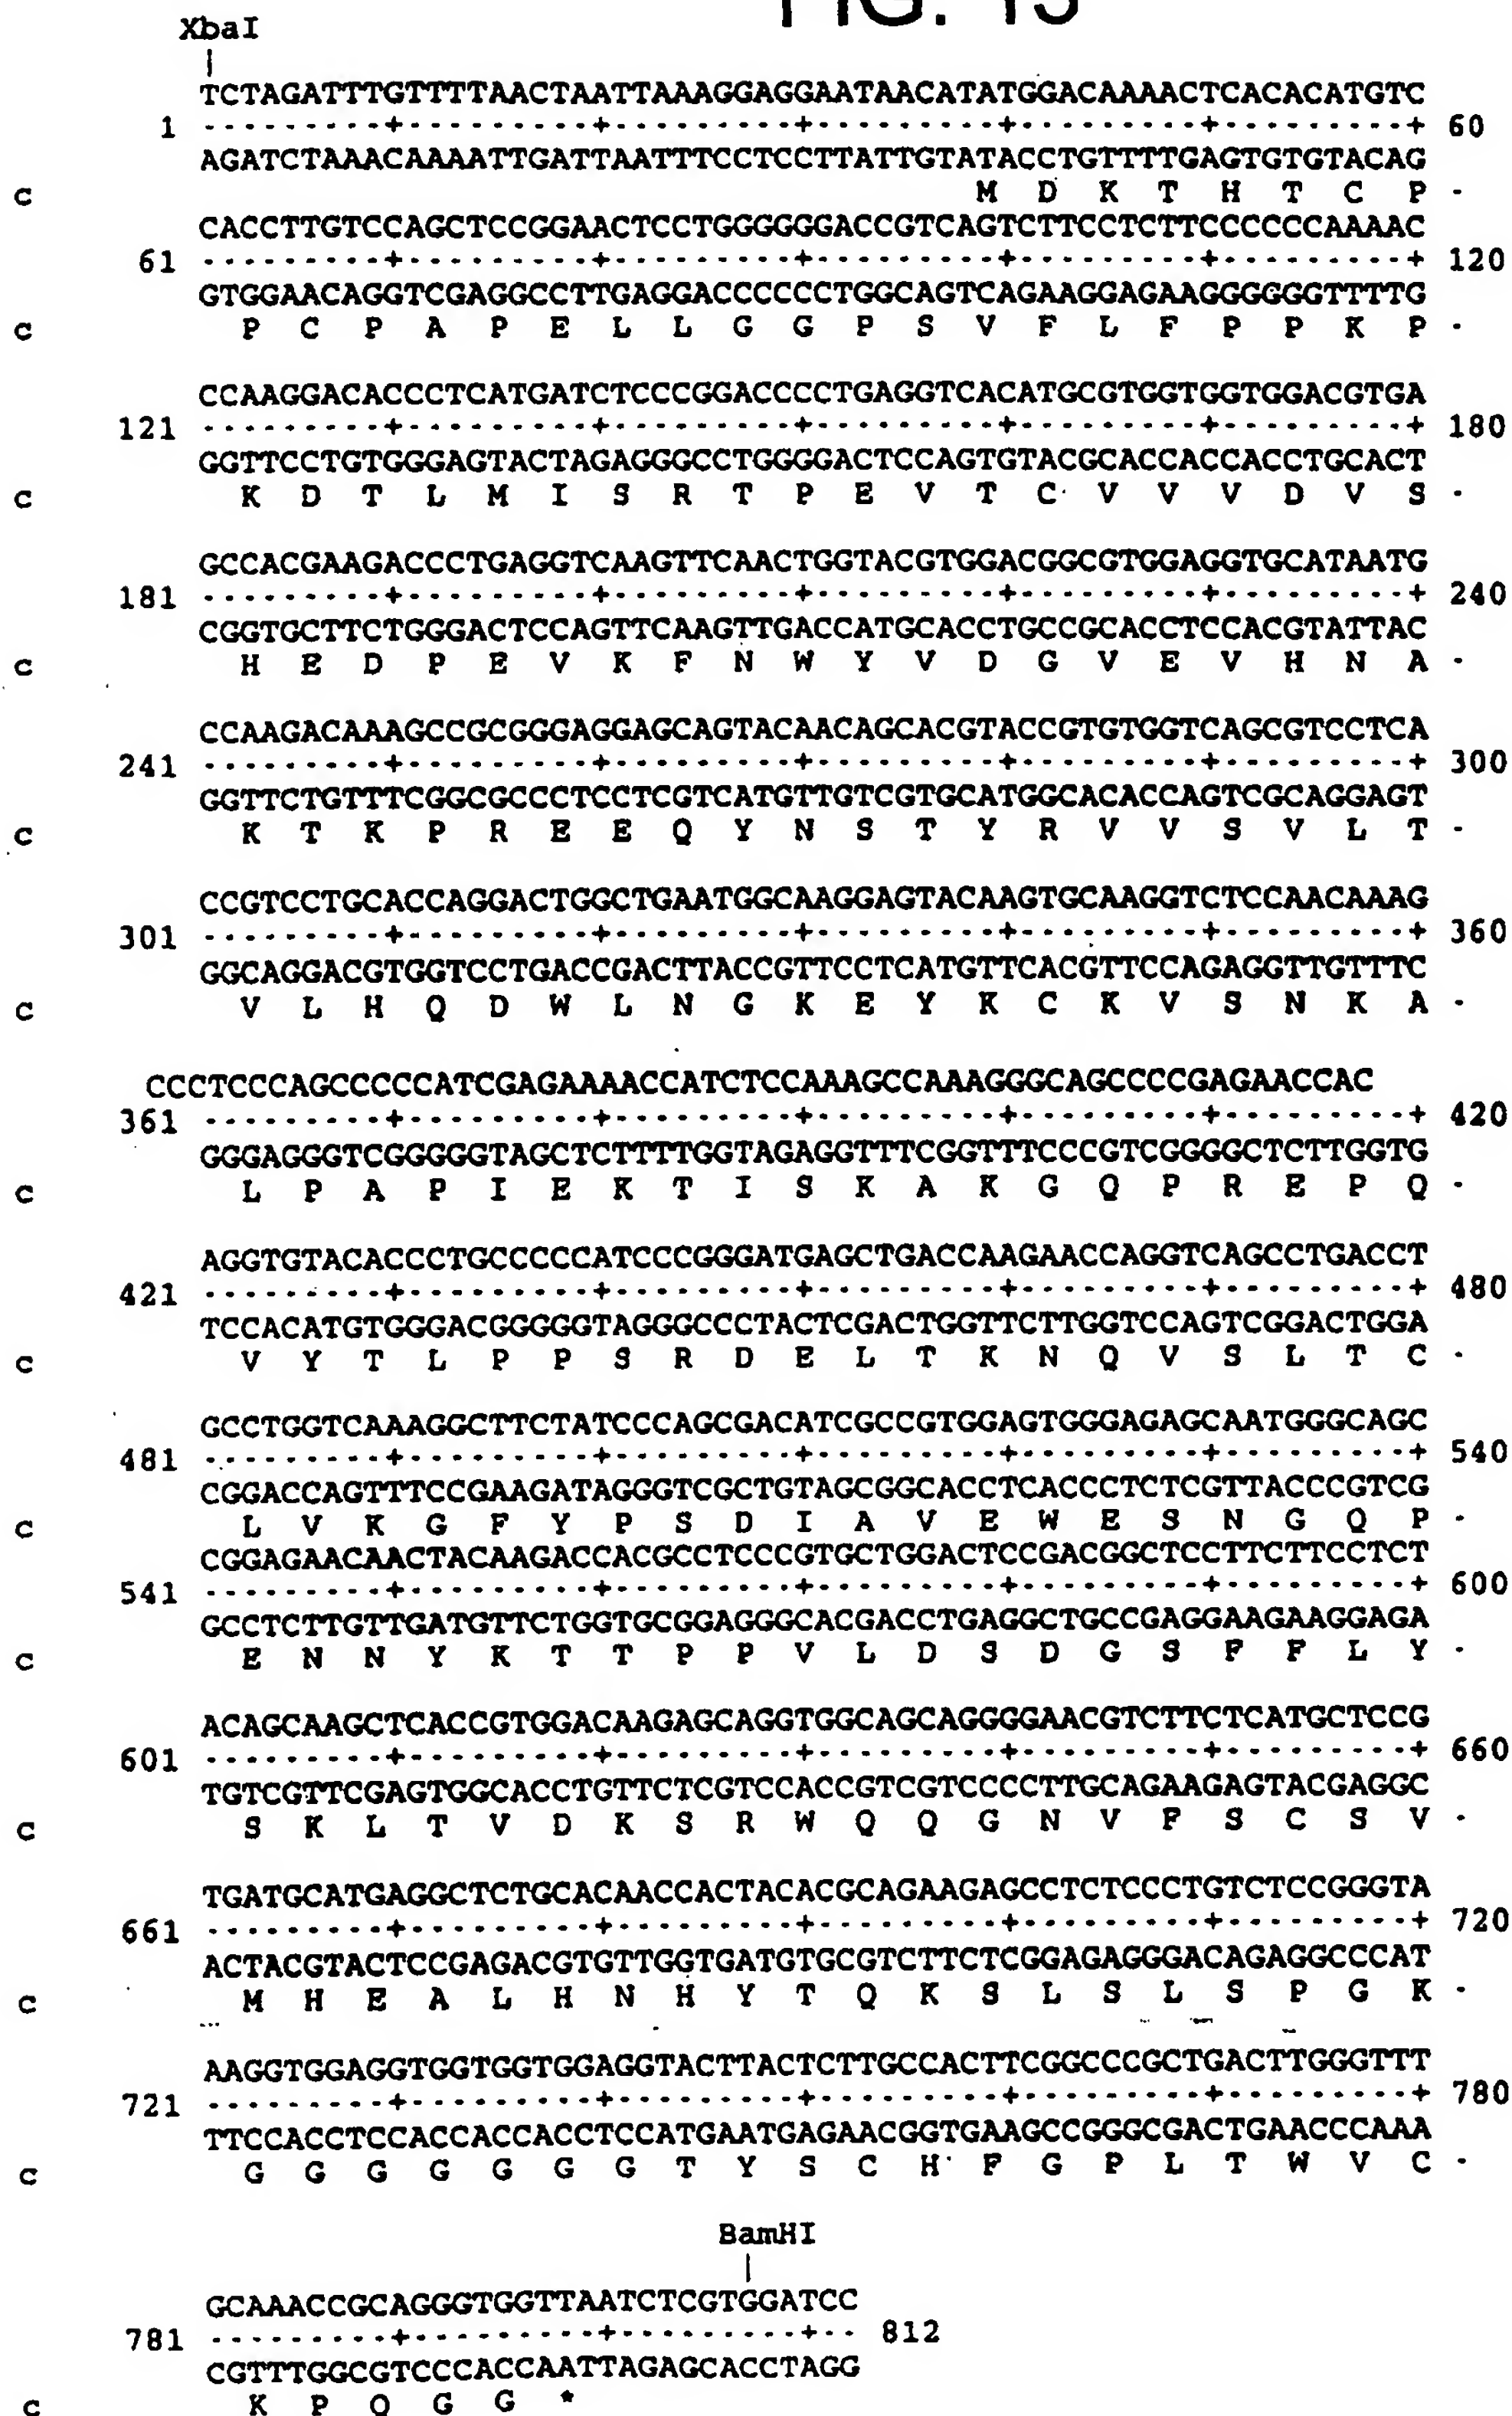 FIG. 15
XbaI
|
TCTAGATTTGTTTTAACTAATTAAAGGAGGAATAACATATGGACAAAACTCACACATGTC
1 ---------+---------+---------+---------+---------+---------+ 60
AGATCTAAACAAAATTGATTAATTTCCTCCTTATTGTATACCTGTTTTGAGTGTGTACAG
c M D K T H T C P -
CACCTTGTCCAGCTCCGGAACTCCTGGGGGGACCGTCAGTCTTCCTCTTCCCCCCAAAAC
61 ---------+---------+---------+---------+---------+---------+ 120
GTGGAACAGGTCGAGGCCTTGAGGACCCCCCTGGCAGTCAGAAGGAGAAGGGGGGTTTTG
c P C P A P E L L G G P S V F L F P P K P -
CCAAGGACACCCTCATGATCTCCCGGACCCCTGAGGTCACATGCGTGGTGGTGGACGTGA
121 ---------+---------+---------+---------+---------+---------+ 180
GGTTCCTGTGGGAGTACTAGAGGGCCTGGGGACTCCAGTGTACGCACCACCACCTGCACT
c K D T L M I S R T P E V T C V V V D V S -
GCCACGAAGACCCTGAGGTCAAGTTCAACTGGTACGTGGACGGCGTGGAGGTGCATAATG
181 ---------+---------+---------+---------+---------+---------+ 240
CGGTGCTTCTGGGACTCCAGTTCAAGTTGACCATGCACCTGCCGCACCTCCACGTATTAC
c H E D P E V K F N W Y V D G V E V H N A -
CCAAGACAAAGCCGCGGGAGGAGCAGTACAACAGCACGTACCGTGTGGTCAGCGTCCTCA
241 ---------+---------+---------+---------+---------+---------+ 300
GGTTCTGTTTCGGCGCCCTCCTCGTCATGTTGTCGTGCATGGCACACCAGTCGCAGGAGT
c K T K P R E E Q Y N S T Y R V V S V L T -
CCGTCCTGCACCAGGACTGGCTGAATGGCAAGGAGTACAAGTGCAAGGTCTCCAACAAAG
301 ---------+---------+---------+---------+---------+---------+ 360
GGCAGGACGTGGTCCTGACCGACTTACCGTTCCTCATGTTCACGTTCCAGAGGTTGTTTC
c V L H Q D W L N G K E Y K C K V S N K A -
CCCTCCCAGCCCCCATCGAGAAAACCATCTCCAAAGCCAAAGGGCAGCCCCGAGAACCAC
361 ---------+---------+---------+---------+---------+---------+ 420
GGGAGGGTCGGGGGTAGCTCTTTTGGTAGAGGTTTCGGTTTCCCGTCGGGGCTCTTGGTG
c L P A P I E K T I S K A K G Q P R E P Q -
AGGTGTACACCCTGCCCCCATCCCGGGATGAGCTGACCAAGAACCAGGTCAGCCTGACCT
421 ---------+---------+---------+---------+---------+---------+ 480
TCCACATGTGGGACGGGGGTAGGGCCCTACTCGACTGGTTCTTGGTCCAGTCGGACTGGA
c V Y T L P P S R D E L T K N Q V S L T C -
GCCTGGTCAAAGGCTTCTATCCCAGCGACATCGCCGTGGAGTGGGAGAGCAATGGGCAGC
481 ---------+---------+---------+---------+---------+---------+ 540
CGGACCAGTTTCCGAAGATAGGGTCGCTGTAGCGGCACCTCACCCTCTCGTTACCCGTCG
c L V K G F Y P S D I A V E W E S N G Q P -
CGGAGAACAACTACAAGACCACGCCTCCCGTGCTGGACTCCGACGGCTCCTTCTTCCTCT
541 ---------+---------+---------+---------+---------+---------+ 600
GCCTCTTGTTGATGTTCTGGTGCGGAGGGCACGACCTGAGGCTGCCGAGGAAGAAGGAGA
c E N N Y K T T P P V L D S D G S F F L Y -
ACAGCAAGCTCACCGTGGACAAGAGCAGGTGGCAGCAGGGGAACGTCTTCTCATGCTCCG
601 ---------+---------+---------+---------+---------+---------+ 660
TGTCGTTCGAGTGGCACCTGTTCTCGTCCACCGTCGTCCCCTTGCAGAAGAGTACGAGGC
c S K L T V D K S R W Q Q G N V F S C S V -
TGATGCATGAGGCTCTGCACAACCACTACACGCAGAAGAGCCTCTCCCTGTCTCCGGGTA
661 ---------+---------+---------+---------+---------+---------+ 720
ACTACGTACTCCGAGACGTGTTGGTGATGTGCGTCTTCTCGGAGAGGGACAGAGGCCCAT
c M H E A L H N H Y T Q K S L S L S P G K -
AAGGTGGAGGTGGTGGTGGAGGTACTTACTCTTGCCACTTCGGCCCGCTGACTTGGGTTT
721 ---------+---------+---------+---------+---------+---------+ 780
TTCCACCTCCACCACCACCTCCATGAATGAGAACGGTGAAGCCGGGCGACTGAACCCAAA
c G G G G G G G T Y S C H F G P L T W V C -
BamHI
|
GCAAACCGCAGGGTGGTTAATCTCGTGGATCC
781 ---------+---------+---------+-- 812
CGTTTGGCGTCCCACCAATTAGAGCACCTAGG
c K P Q G G *